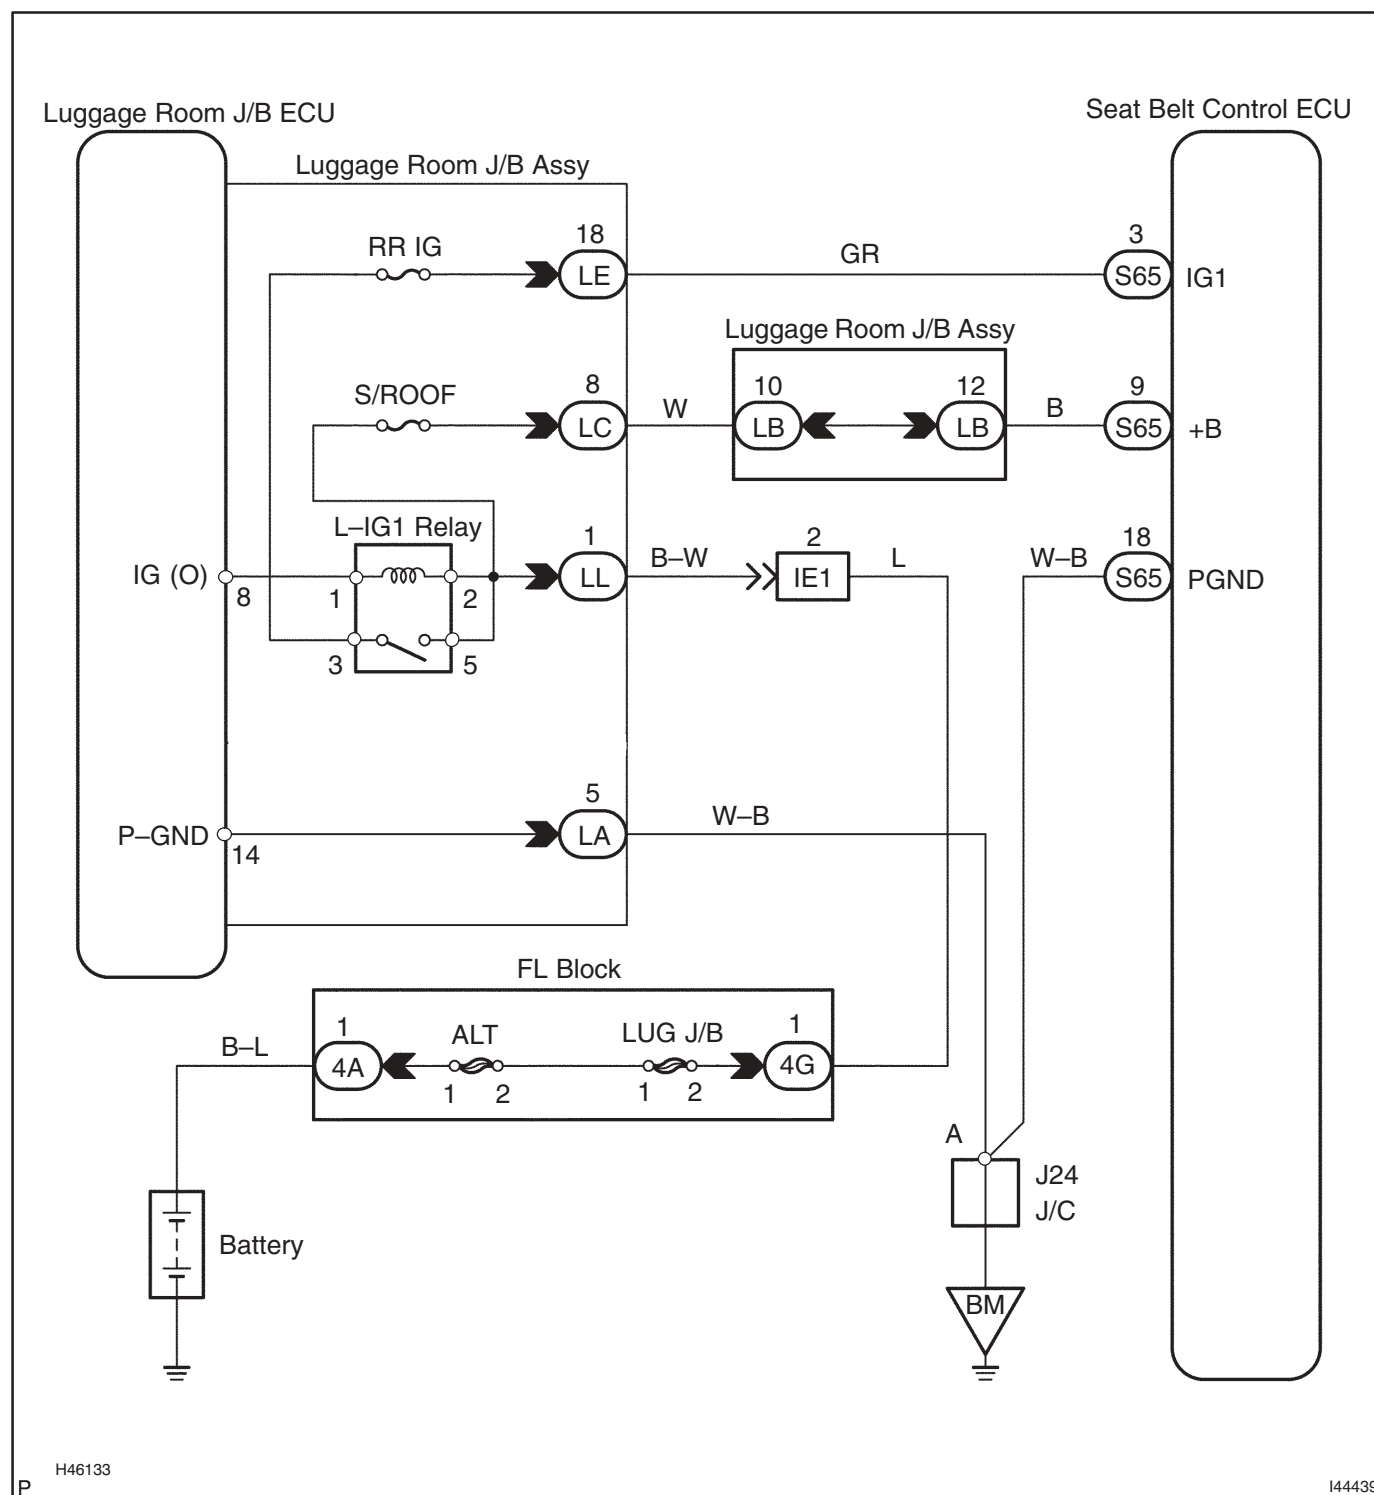 Luggage Room J/B ECU
Seat Belt Control ECU
Luggage Room J/B Assy
RR IG
18
LE
GR
3
S65
IG1
Luggage Room J/B Assy
S/ROOF
8
LC
W
10
LB
12
LB
B
9
S65
+B
L–IG1 Relay
IG (O)
8
1
2
3
5
1
LL
B–W
2
IE1
L
W–B
18
S65
PGND
P–GND
14
5
LA
W–B
FL Block
B–L
1
4A
ALT
1
2
LUG J/B
1
2
1
4G
A
J24
J/C
Battery
BM
H46133
P
I44439